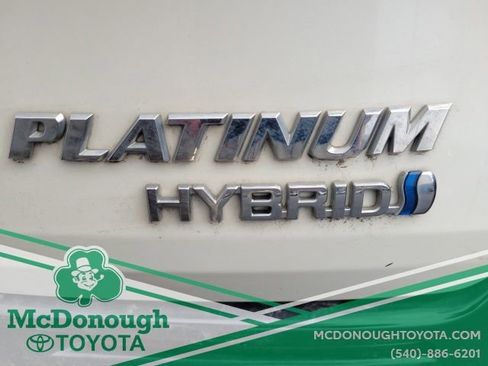 PLATINUM
HYBRID
McDonough
TOYOTA
MCDONOUGHTOYOTA.COM
(540)-886-6201